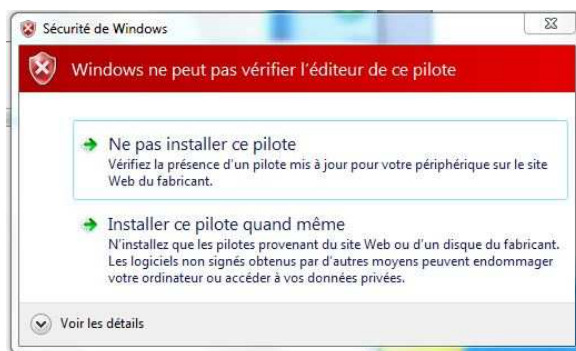 Sécurité de Windows
Windows ne peut pas vérifier l'éditeur de ce pilote
Ne pas installer ce pilote
Vérifiez la présence d'un pilote mis à jour pour votre périphérique sur le site
Web du fabricant.
Installer ce pilote quand même
N'installez que les pilotes provenant du site Web ou d'un disque du fabricant.
Les logiciels non signés obtenus par d'autres moyens peuvent endommager
votre ordinateur ou accéder à vos données privées.
Voir les détails